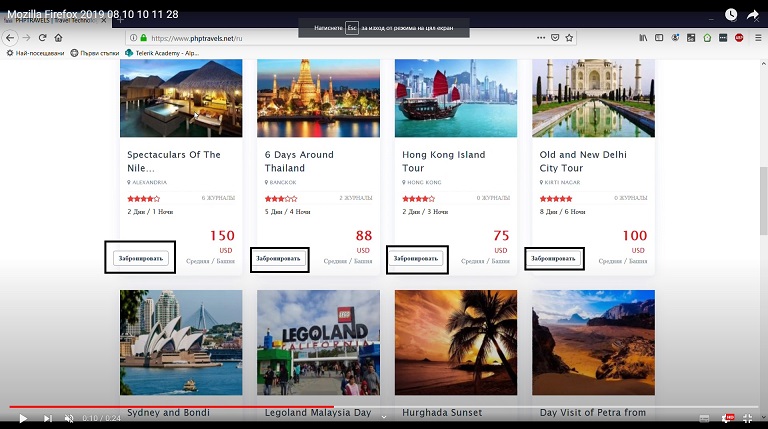 Mozilla Firefox 2019 08 10 10 11 28
PHPTRAVELS | Travel Technolo
Натиснете Esc за изход от режима на цял екран
https://www.phptravels.net/ru
80%
Най-посещавани
Първи стъпки
Telerik Academy - Alp...
Spectaculars Of The
Nile...
ALEXANDRIA
6 ЖУРНАЛЫ
2 Дни / 1 Ночи
150
USD
Забронировать
Средняя / Башня
6 Days Around
Thailand
BANGKOK
2 ЖУРНАЛЫ
5 Дни / 4 Ночи
88
USD
Забронировать
Средняя / Башня
Hong Kong Island
Tour
HONG KONG
0 ЖУРНАЛЫ
2 Дни / 3 Ночи
75
USD
Забронировать
Средняя / Башня
Old and New Delhi
City Tour
KIRTI NAGAR
0 ЖУРНАЛЫ
8 Дни / 6 Ночи
100
USD
Забронировать
Средняя / Башня
LEGOLAND
CALIFORNIA
Sydney and Bondi
Legoland Malaysia Day
Hurghada Sunset
Day Visit of Petra from
0:10 / 0:24